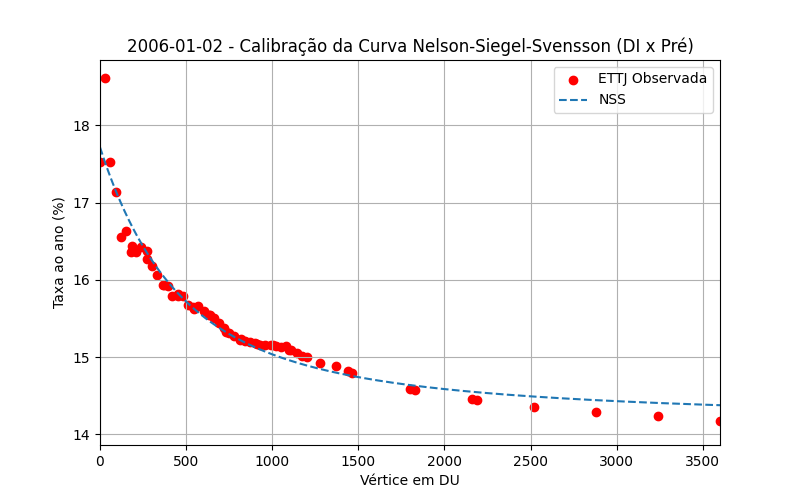 2006-01-02 - Calibração da Curva Nelson-Siegel-Svensson (DI x Pré)
ETTJ Observada
NSS
Taxa ao ano (%)
18
17
16
15
14
0 500 1000 1500 2000 2500 3000 3500
Vértice em DU